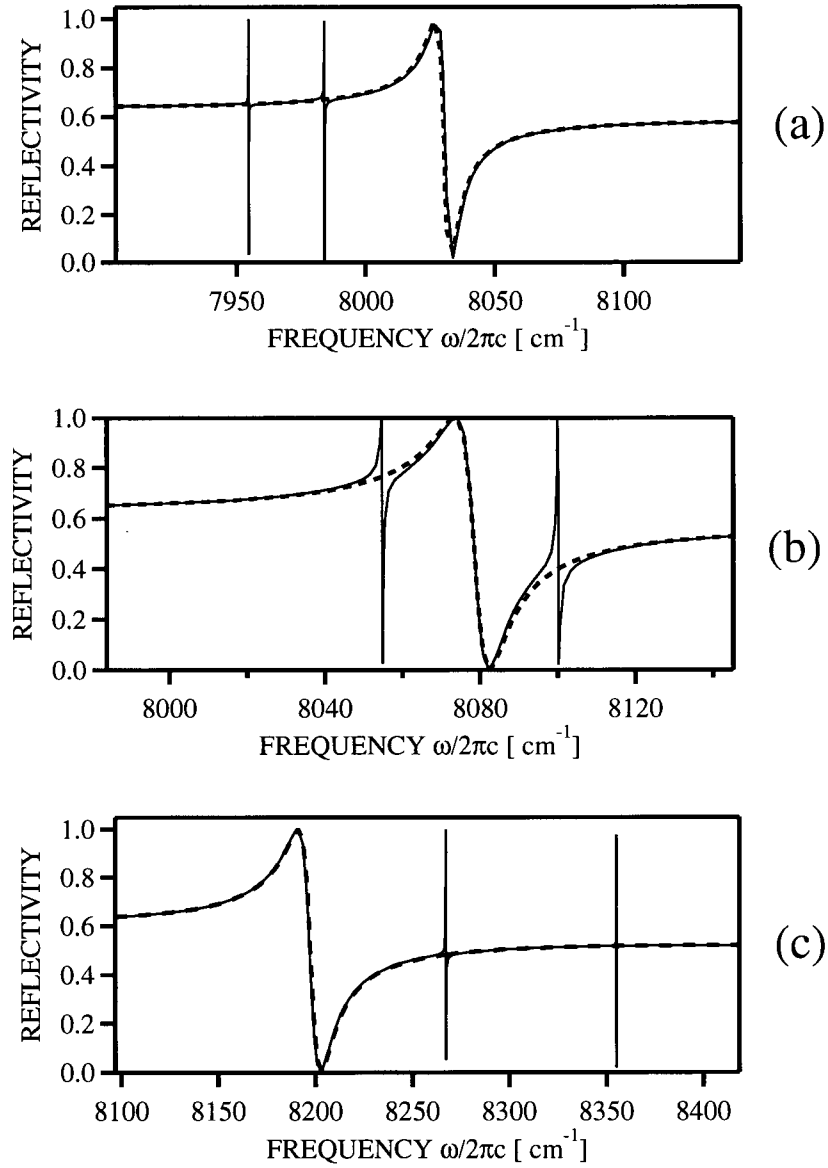 1.0
0.8
0.6
0.4
0.2
0.0
REFLECTIVITY
7950 8000 8050 8100
FREQUENCY ω/2πc [ cm⁻¹]
(a)
1.0
0.8
0.6
0.4
0.2
0.0
REFLECTIVITY
8000 8040 8080 8120
FREQUENCY ω/2πc [ cm⁻¹]
(b)
1.0
0.8
0.6
0.4
0.2
0.0
REFLECTIVITY
8100 8150 8200 8250 8300 8350 8400
FREQUENCY ω/2πc [ cm⁻¹]
(c)